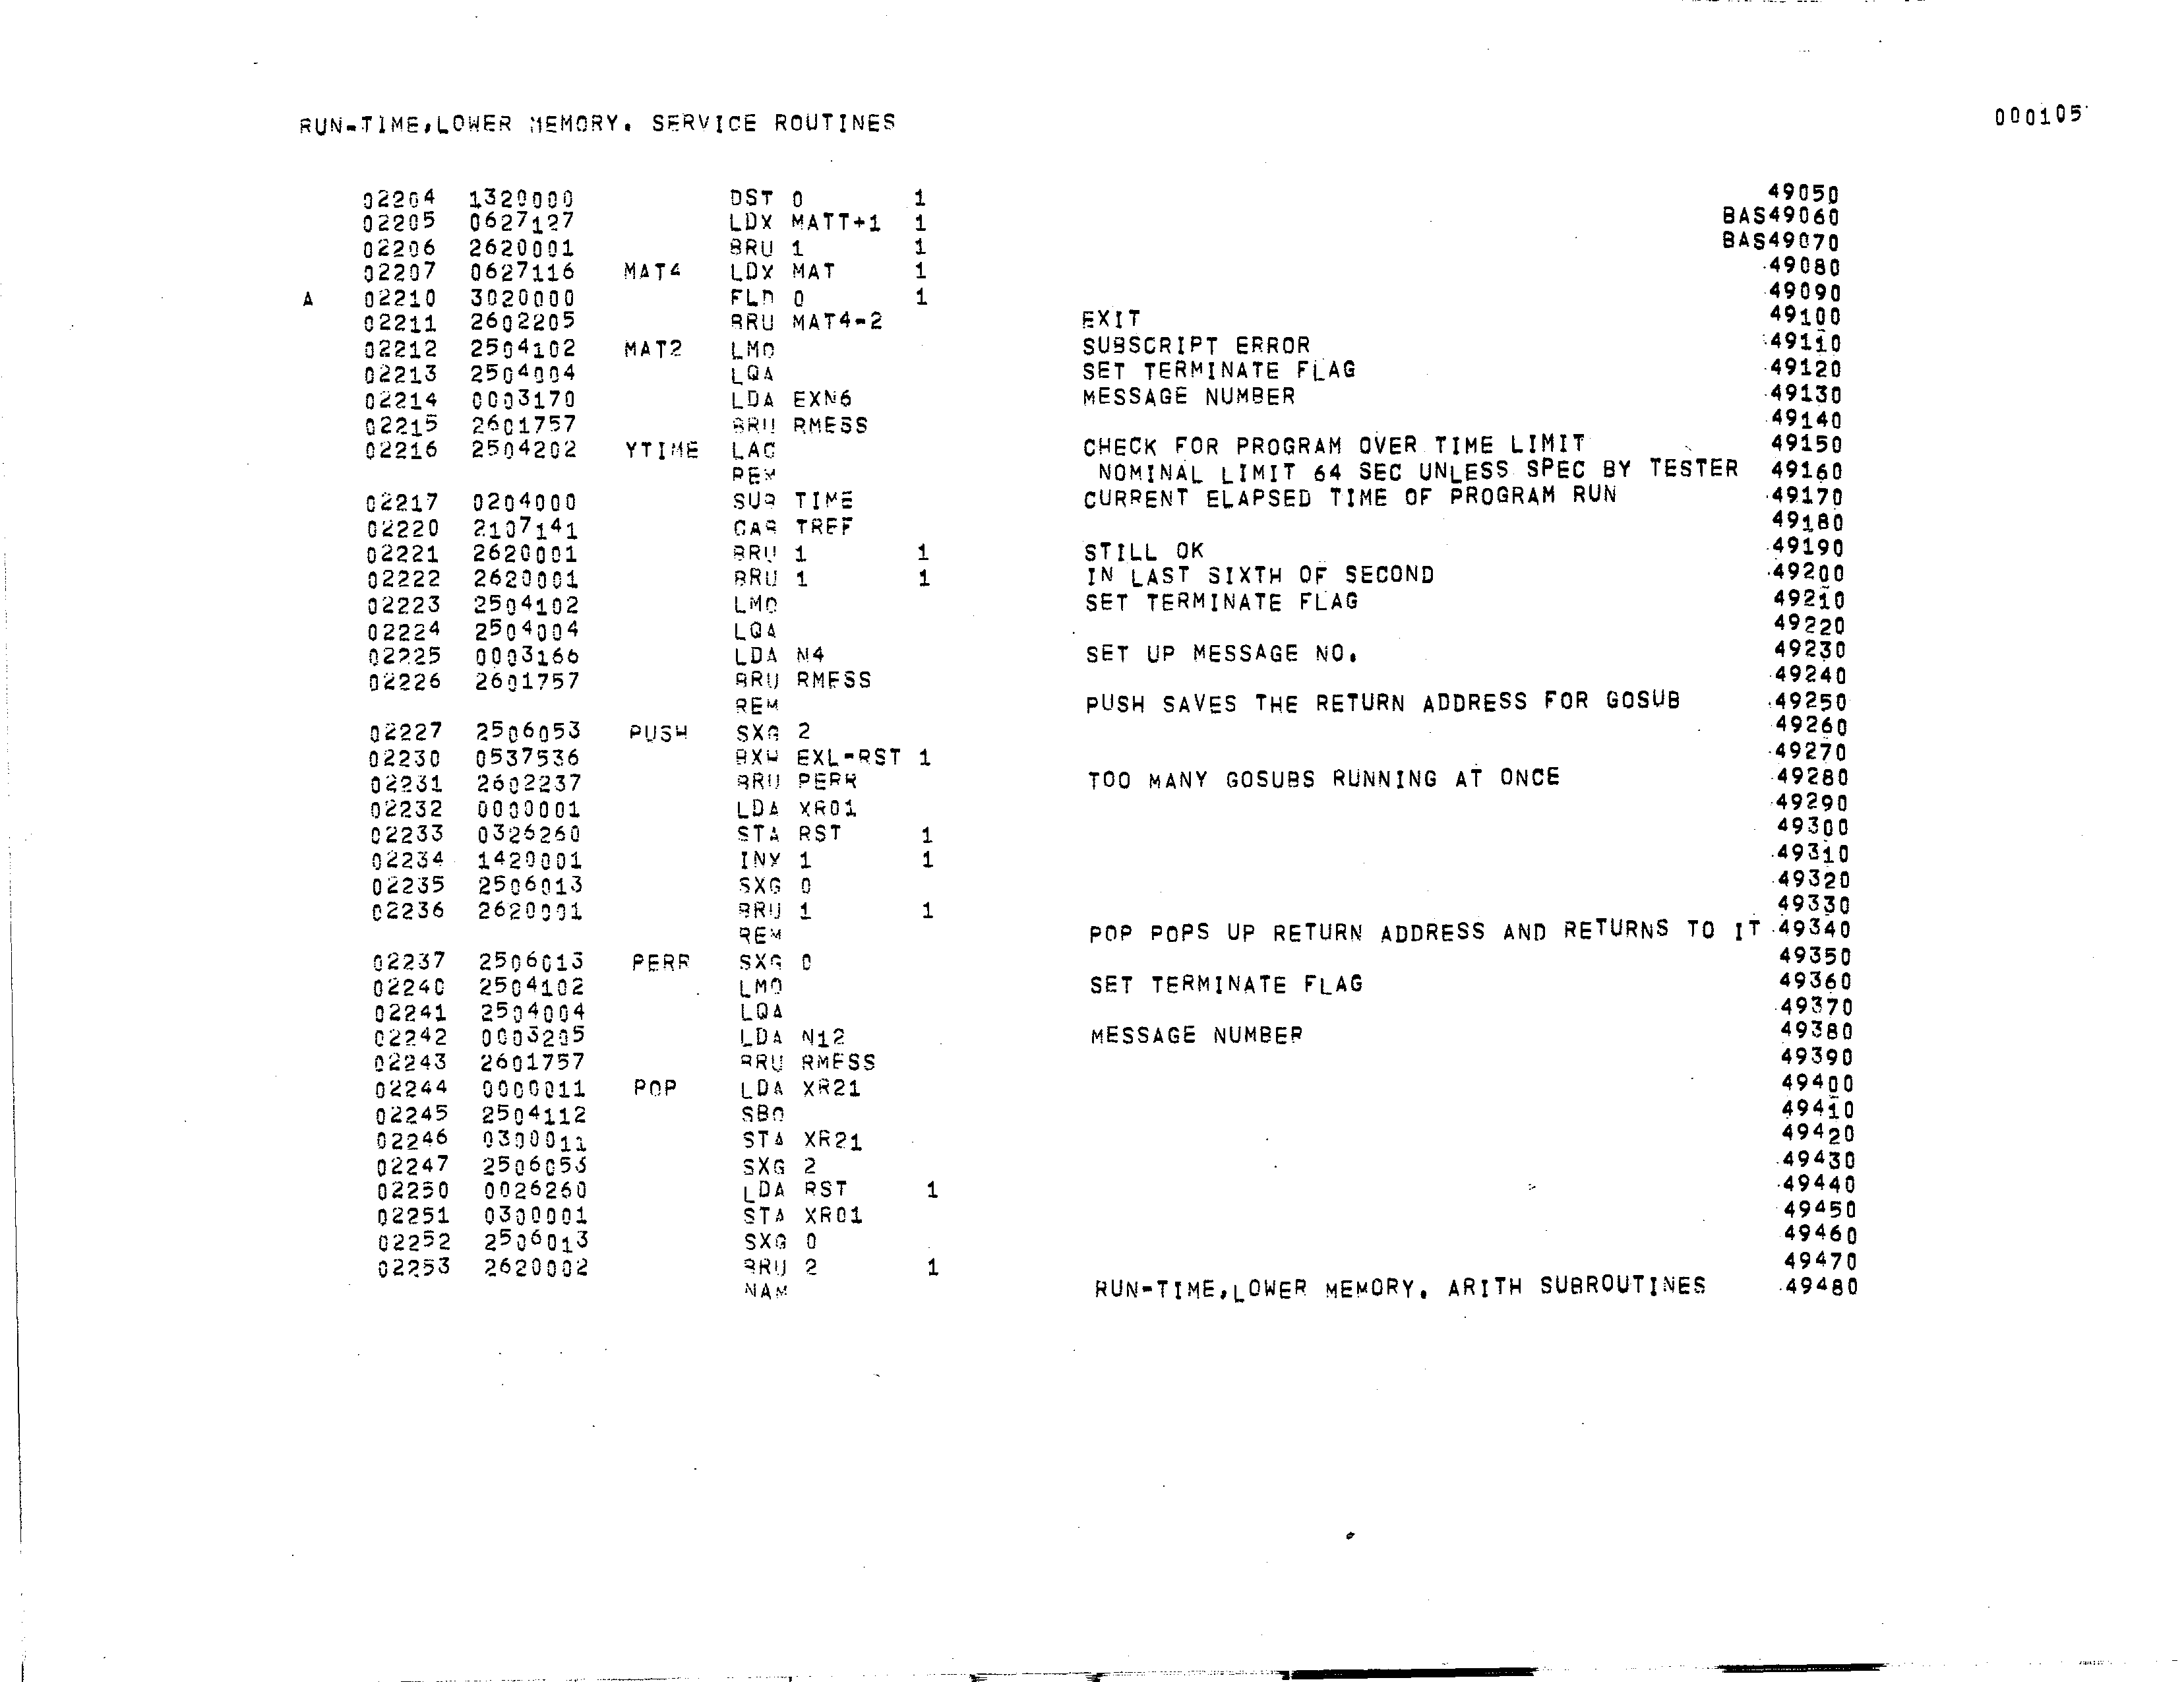 000105
RUN-TIME,LOWER MEMORY. SERVICE ROUTINES
02204 1320000 DST 0 1 49050
02205 0627127 LDX MATT+1 1 BAS49060
02206 2620001 BRU 1 1 BAS49070
02207 0627116 MAT4 LDX MAT 1 49080
A 02210 3020000 FLD 0 1 49090
02211 2602205 BRU MAT4-2 EXIT 49100
02212 2504102 MAT2 LMO SUBSCRIPT ERROR 49110
02213 2504004 LQA SET TERMINATE FLAG 49120
02214 0003170 LDA EXN6 MESSAGE NUMBER 49130
02215 2601757 BRU RMESS 49140
02216 2504202 YTIME LAC CHECK FOR PROGRAM OVER TIME LIMIT 49150
REM NOMINAL LIMIT 64 SEC UNLESS SPEC BY TESTER 49160
02217 0204000 SUB TIME CURRENT ELAPSED TIME OF PROGRAM RUN 49170
02220 2107141 CAB TREF 49180
02221 2620001 BRU 1 1 STILL OK 49190
02222 2620001 BRU 1 1 IN LAST SIXTH OF SECOND 49200
02223 2504102 LMO SET TERMINATE FLAG 49210
02224 2504004 LQA 49220
02225 0003166 LDA N4 SET UP MESSAGE NO. 49230
02226 2601757 BRU RMESS 49240
REM PUSH SAVES THE RETURN ADDRESS FOR GOSUB 49250
02227 2506053 PUSH SXG 2 49260
02230 0537536 BXH EXL-RST 1 49270
02231 2602237 BRU PERR TOO MANY GOSUBS RUNNING AT ONCE 49280
02232 0000001 LDA XR01 49290
02233 0326260 STA RST 1 49300
02234 1420001 INX 1 1 49310
02235 2506013 SXG 0 49320
02236 2620001 BRU 1 1 49330
REM POP POPS UP RETURN ADDRESS AND RETURNS TO IT 49340
02237 2506013 PERR SXG 0 49350
02240 2504102 LMO SET TERMINATE FLAG 49360
02241 2504004 LQA 49370
02242 0003205 LDA N12 MESSAGE NUMBER 49380
02243 2601757 BRU RMESS 49390
02244 0000011 POP LDA XR21 49400
02245 2504112 SBO 49410
02246 0300011 STA XR21 49420
02247 2506053 SXG 2 49430
02250 0026260 LDA RST 1 49440
02251 0300001 STA XR01 49450
02252 2506013 SXG 0 49460
02253 2620002 BRU 2 1 49470
NAM RUN-TIME,LOWER MEMORY. ARITH SUBROUTINES 49480